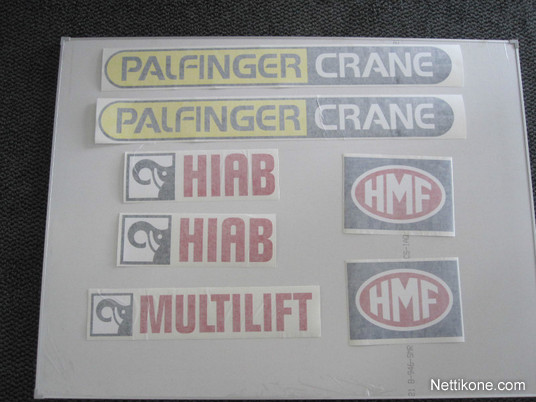 PALFINGER CRANE
PALFINGER CRANE
HIAB
HMF
HIAB
MULTILIFT
HMF
Nettikone.com